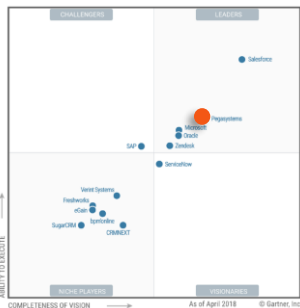 CHALLENGERS
LEADERS
Salesforce
Pegasystems
Microsoft
Oracle
SAP
Zendesk
ServiceNow
Verint Systems
Freshworks
eGain
bpm'online
SugarCRM
CRMNEXT
NICHE PLAYERS
VISIONARIES
ABILITY TO EXECUTE
COMPLETENESS OF VISION
As of April 2018
© Gartner, Inc